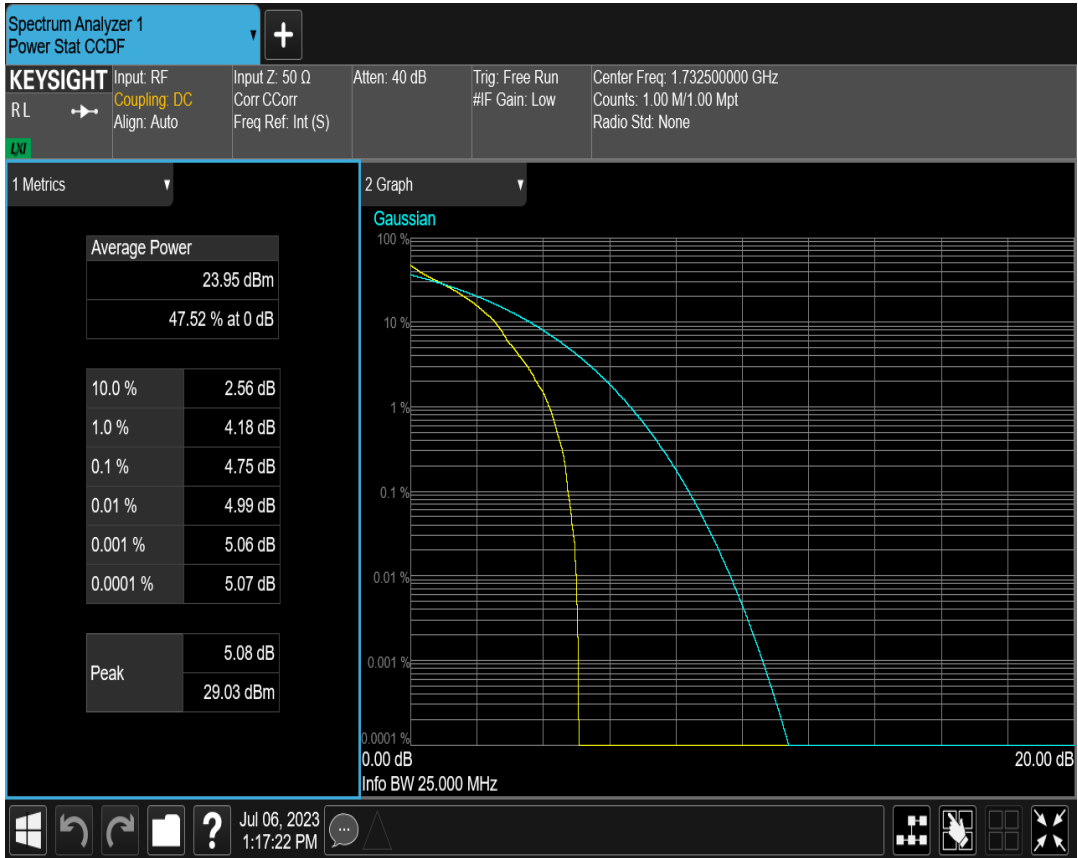 Spectrum Analyzer 1
Power Stat CCDF
KEYSIGHT
R L
LXI
Input: RF
Coupling: DC
Align: Auto
Input Z: 50 Ω
Corr CCorr
Freq Ref: Int (S)
Atten: 40 dB
Trig: Free Run
#IF Gain: Low
Center Freq: 1.732500000 GHz
Counts: 1.00 M/1.00 Mpt
Radio Std: None
1 Metrics
Average Power
23.95 dBm
47.52 % at 0 dB
10.0 % 2.56 dB
1.0 % 4.18 dB
0.1 % 4.75 dB
0.01 % 4.99 dB
0.001 % 5.06 dB
0.0001 % 5.07 dB
Peak
5.08 dB
29.03 dBm
2 Graph
Gaussian
100 %
10 %
1 %
0.1 %
0.01 %
0.001 %
0.0001 %
0.00 dB 20.00 dB
Info BW 25.000 MHz
Jul 06, 2023
1:17:22 PM